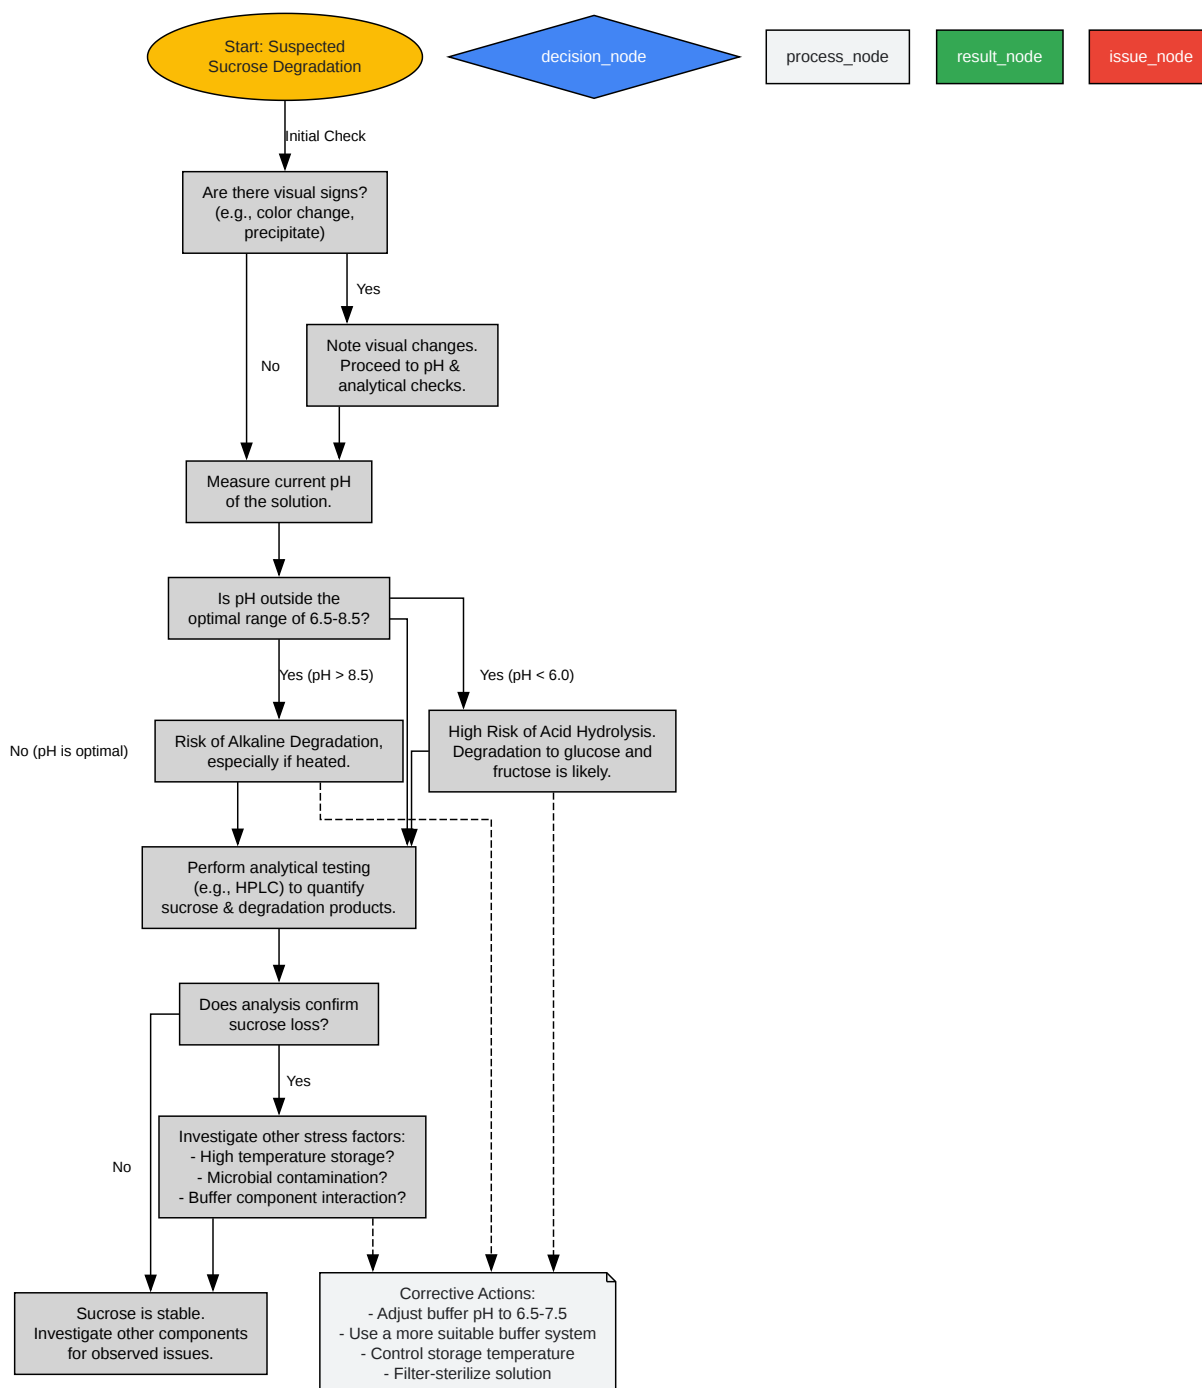 Start: Suspected
Sucrose Degradation
decision_node
process_node
result_node
issue_node
Initial Check
Are there visual signs?
(e.g., color change,
precipitate)
Yes
No
Note visual changes.
Proceed to pH &
analytical checks.
Measure current pH
of the solution.
Is pH outside the
optimal range of 6.5-8.5?
Yes (pH > 8.5)
Yes (pH < 6.0)
No (pH is optimal)
Risk of Alkaline Degradation,
especially if heated.
High Risk of Acid Hydrolysis.
Degradation to glucose and
fructose is likely.
Perform analytical testing
(e.g., HPLC) to quantify
sucrose & degradation products.
Does analysis confirm
sucrose loss?
Yes
No
Investigate other stress factors:
- High temperature storage?
- Microbial contamination?
- Buffer component interaction?
Sucrose is stable.
Investigate other components
for observed issues.
Corrective Actions:
- Adjust buffer pH to 6.5-7.5
- Use a more suitable buffer system
- Control storage temperature
- Filter-sterilize solution